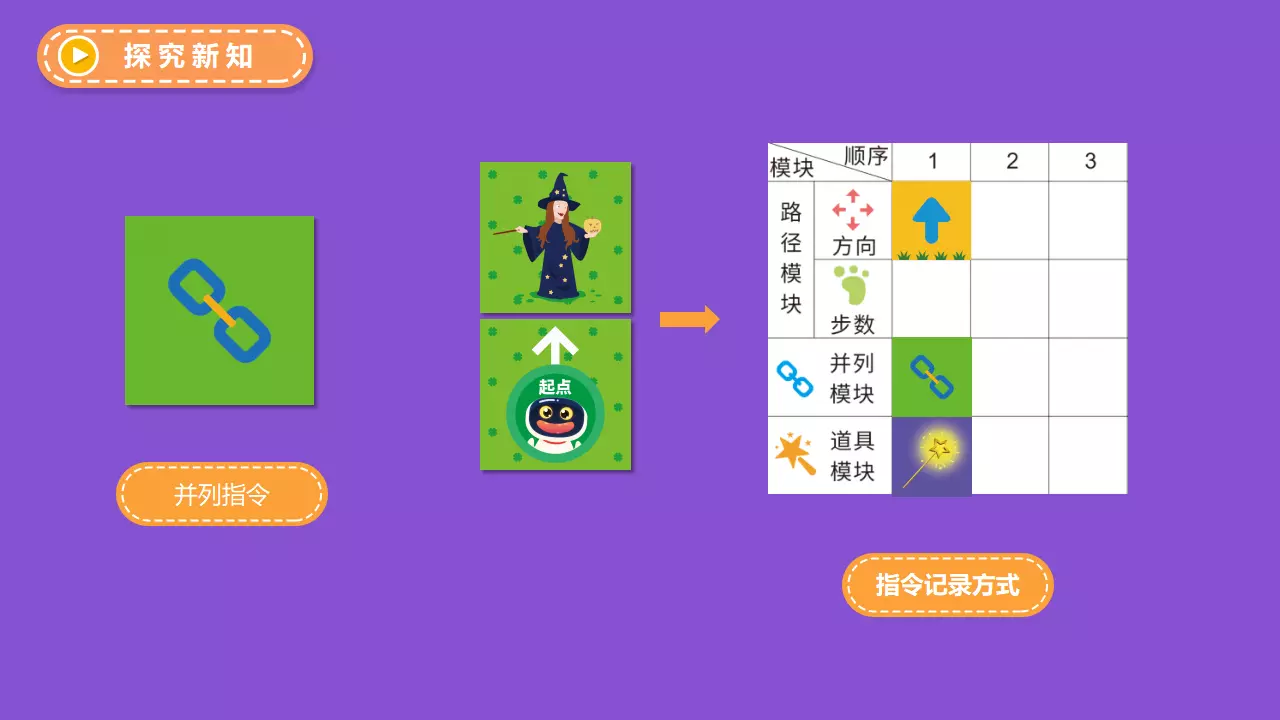 探究新知
起点
模块 顺序 1 2 3
路径模块
方向
步数
并列
模块
道具
模块
并列指令
指令记录方式